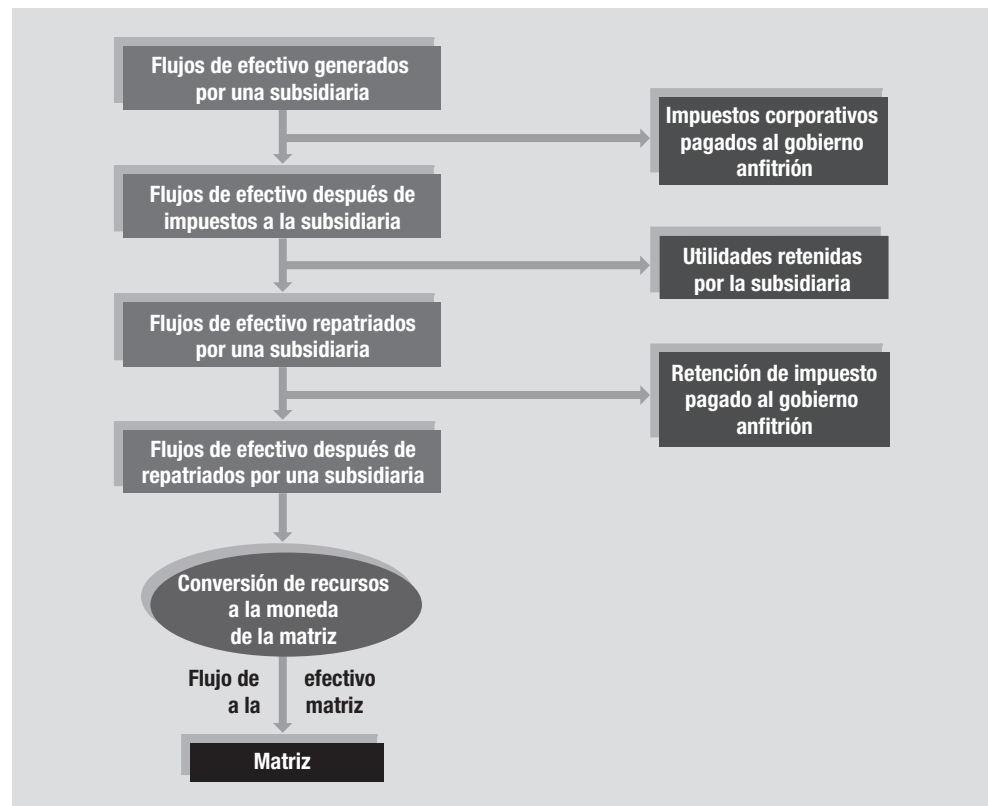 Flujos de efectivo generados
por una subsidiaria
Impuestos corporativos
pagados al gobierno
anfitrión
Flujos de efectivo después de
impuestos a la subsidiaria
Utilidades retenidas
por la subsidiaria
Flujos de efectivo repatriados
por una subsidiaria
Retención de impuesto
pagado al gobierno
anfitrión
Flujos de efectivo después de
repatriados por una subsidiaria
Conversión de recursos
a la moneda
de la matriz
Flujo de efectivo
a la matriz
Matriz